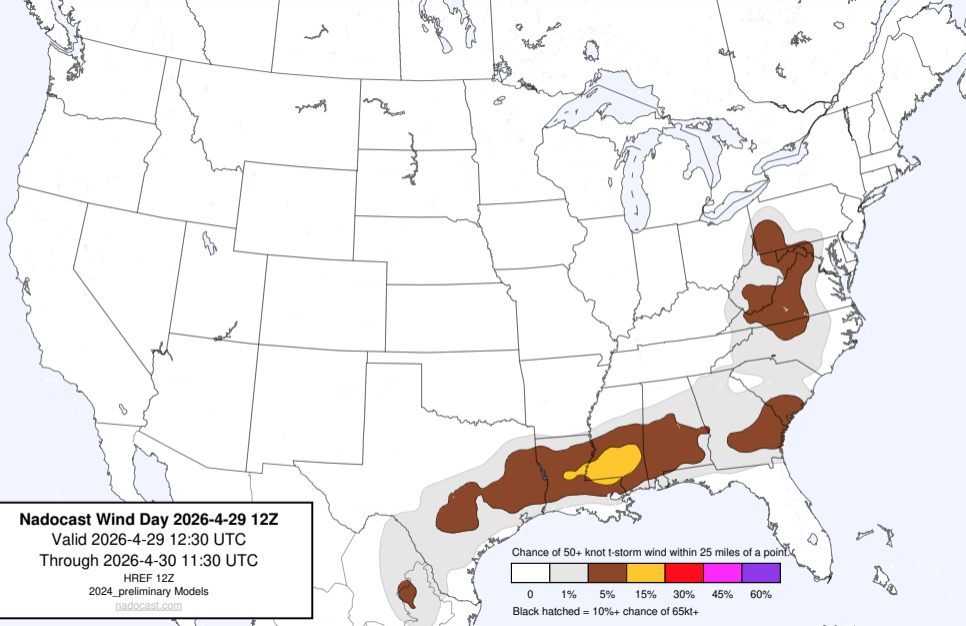 Nadocast Wind Day 2026-4-29 12Z
Valid 2026-4-29 12:30 UTC
Through 2026-4-30 11:30 UTC
HREF 12Z
2024_preliminary Models
nadocast.com
Chance of 50+ knot t-storm wind within 25 miles of a point.
0 1% 5% 15% 30% 45% 60%
Black hatched = 10%+ chance of 65kt+